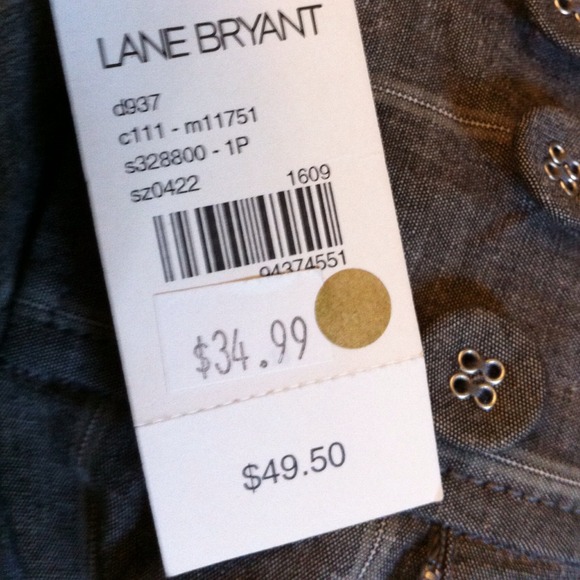 LANE BRYANT
d937
c111 - m11751
s328800 - 1P
sz0422
1609
94374551
$34.99
$49.50